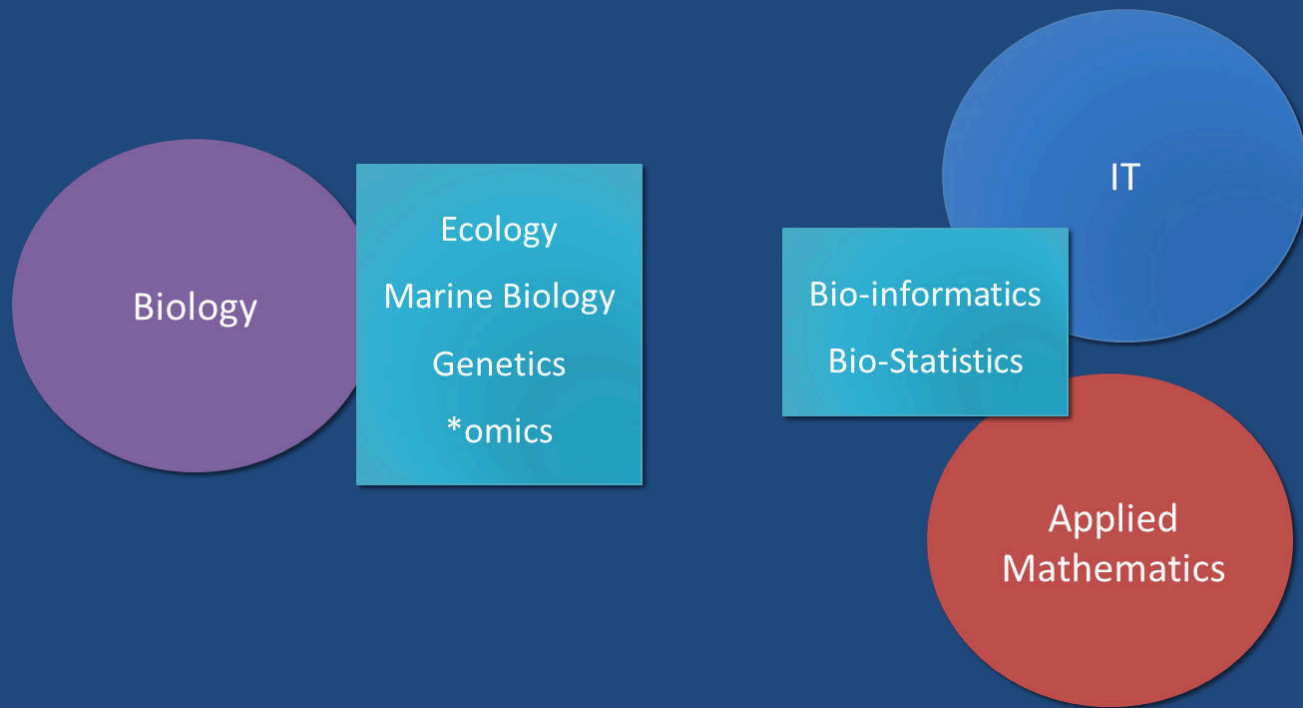 Biology
Ecology
Marine Biology
Genetics
*omics
Bio-informatics
Bio-Statistics
IT
Applied
Mathematics